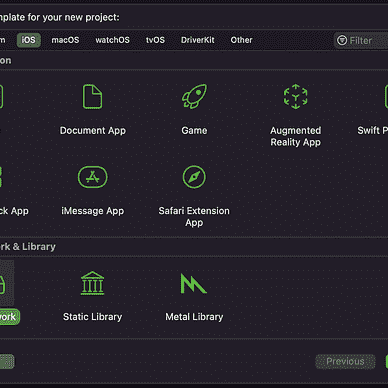 mplate for your new project:
m iOS macOS watchOS tvOS DriverKit Other Filter
on
Document App Game Augmented Swift P
Reality App
ck App iMessage App Safari Extension
App
rk & Library
work Static Library Metal Library
Previous